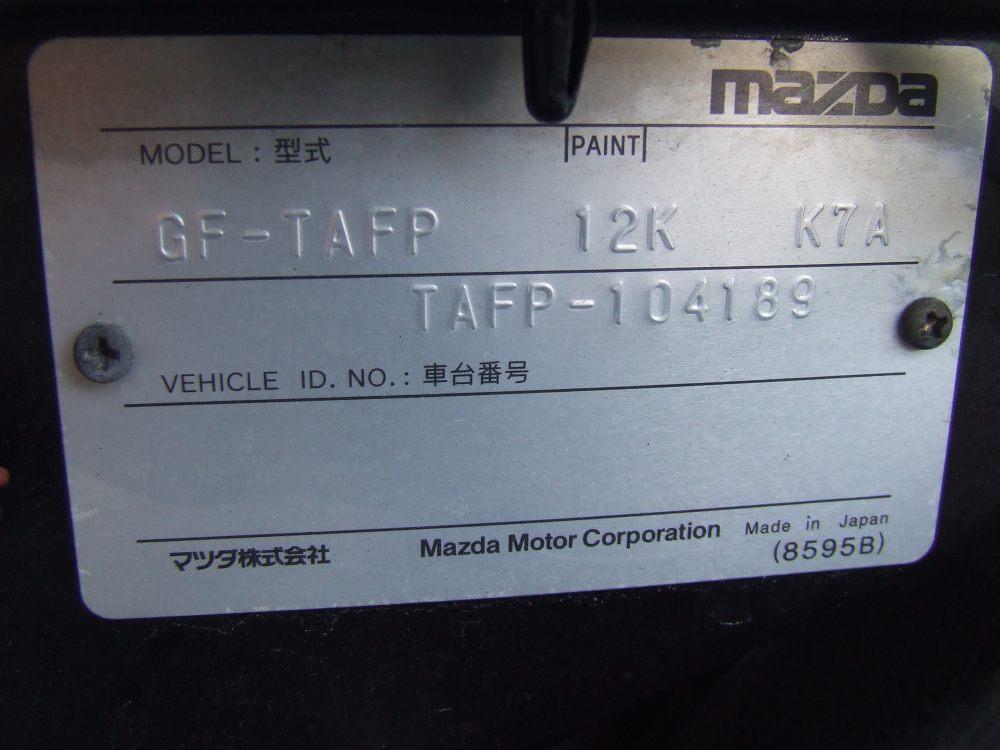 mazda
MODEL : 型式 PAINT
GF-TAFP 12K K7A
TAFP-104189
VEHICLE ID. NO. : 車台番号
マツダ株式会社 Mazda Motor Corporation Made in Japan
(8595B)